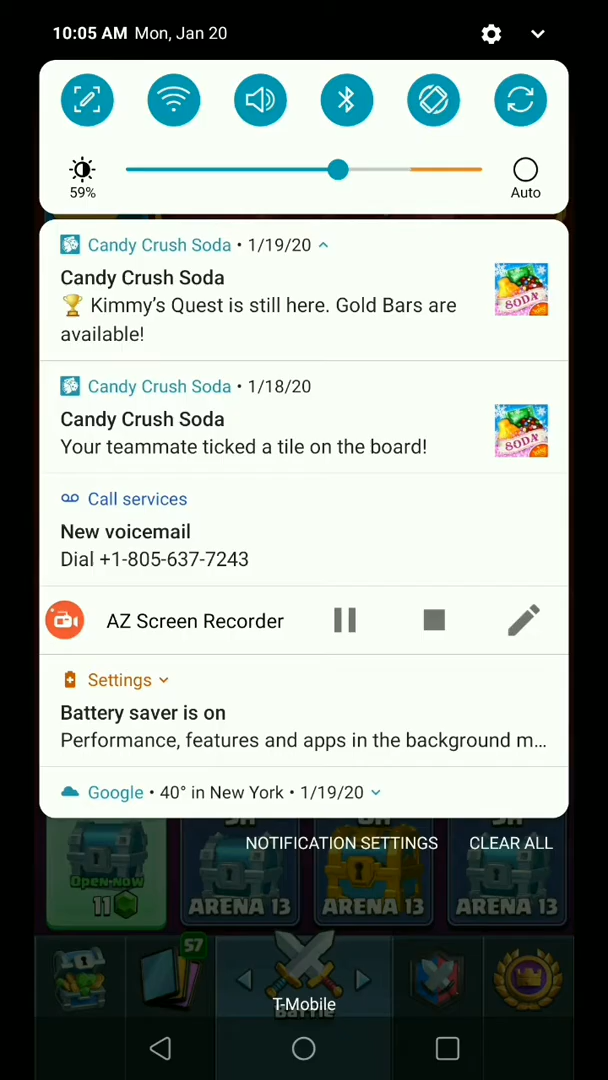 10:05 AM Mon, Jan 20
59%
Auto
Candy Crush Soda • 1/19/20
Candy Crush Soda
🏆 Kimmy's Quest is still here. Gold Bars are
available!
SODA
Candy Crush Soda • 1/18/20
Candy Crush Soda
Your teammate ticked a tile on the board!
SODA
Call services
New voicemail
Dial +1-805-637-7243
AZ Screen Recorder
Settings
Battery saver is on
Performance, features and apps in the background m...
Google • 40° in New York • 1/19/20
NOTIFICATION SETTINGS CLEAR ALL
Open now
11
ARENA 13
ARENA 13
ARENA 13
57
T-Mobile
Battle